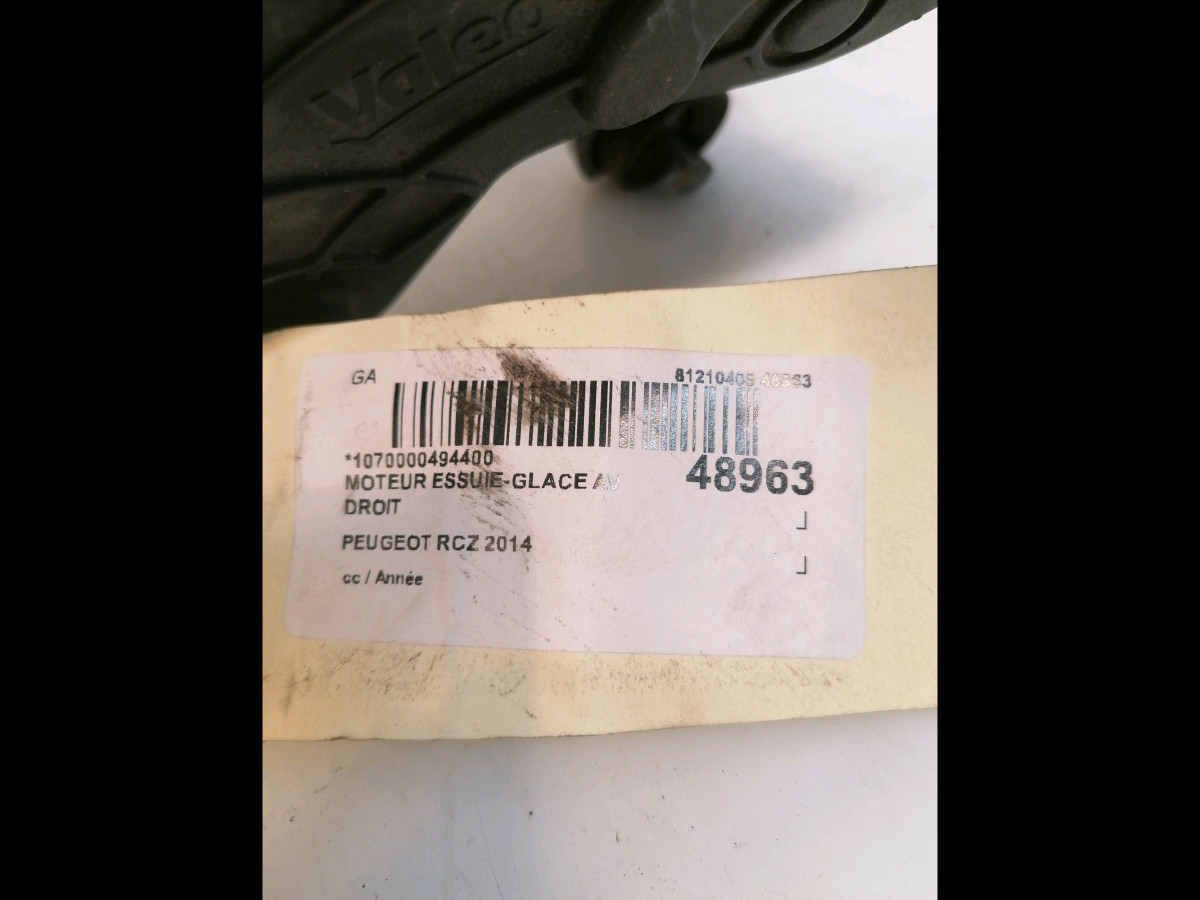 Valeo
GA
81210405 48963
*1070000494400
MOTEUR ESSUIE-GLACE AV
48963
DROIT
PEUGEOT RCZ 2014
cc / Année